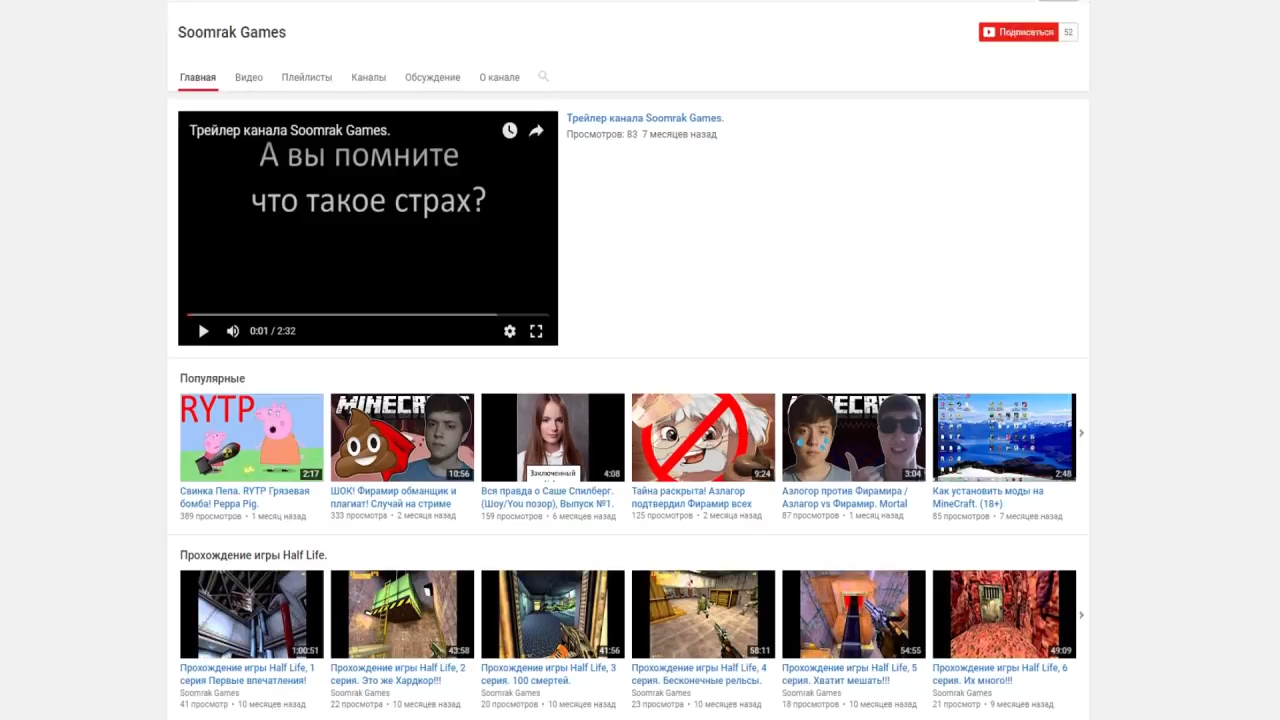 Soomrak Games
Подписаться 52
Главная Видео Плейлисты Каналы Обсуждение О канале
Трейлер канала Soomrak Games.
А вы помните
что такое страх?
0:01 / 2:32
Трейлер канала Soomrak Games.
Просмотров: 83 7 месяцев назад
Популярные
RYTP
2:17
Свинка Пепа. RYTP Грязевая
бомба! Peppa Pig.
389 просмотров • 1 месяц назад
MINECR
10:56
ШОК! Фирамир обманщик и
плагиат! Случай на стриме
333 просмотра • 2 месяца назад
Заключенный
4:08
Вся правда о Саше Спилберг.
(Шоу/You позор), Выпуск №1.
159 просмотров • 6 месяцев назад
9:24
Тайна раскрыта! Азлагор
подтвердил Фирамир всех
125 просмотров • 2 месяца назад
3:04
Азлогор против Фирамира /
Азлагор vs Фирамир. Mortal
87 просмотров • 1 месяц назад
2:48
Как установить моды на
MineCraft. (18+)
85 просмотров • 7 месяцев назад
Прохождение игры Half Life.
1:00:51
Прохождение игры Half Life, 1
серия Первые впечатления!
Soomrak Games
41 просмотр • 10 месяцев назад
43:58
Прохождение игры Half Life, 2
серия. Это же Хардкор!!!
Soomrak Games
22 просмотра • 10 месяцев назад
41:56
Прохождение игры Half Life, 3
серия. 100 смертей.
Soomrak Games
20 просмотров • 10 месяцев назад
58:11
Прохождение игры Half Life, 4
серия. Бесконечные рельсы.
Soomrak Games
23 просмотра • 10 месяцев назад
54:55
Прохождение игры Half Life, 5
серия. Хватит мешать!!!
Soomrak Games
18 просмотров • 10 месяцев назад
49:09
Прохождение игры Half Life, 6
серия. Их много!!!
Soomrak Games
21 просмотр • 9 месяцев назад